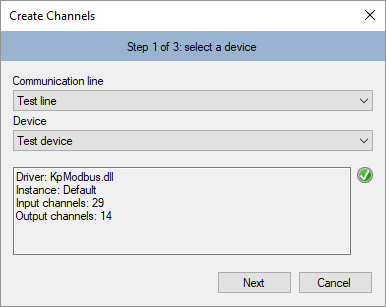 Create Channels
Step 1 of 3: select a device
Communication line
Test line
Device
Test device
Driver: KpModbus.dll
Instance: Default
Input channels: 29
Output channels: 14
Next
Cancel